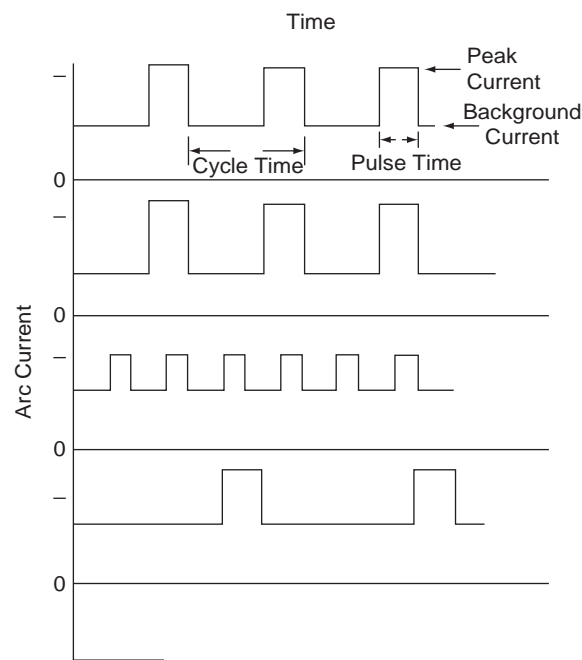 Time
–
Peak
Current
Background
Current
Cycle Time
Pulse Time
0
–
0
–
0
–
0
Arc Current